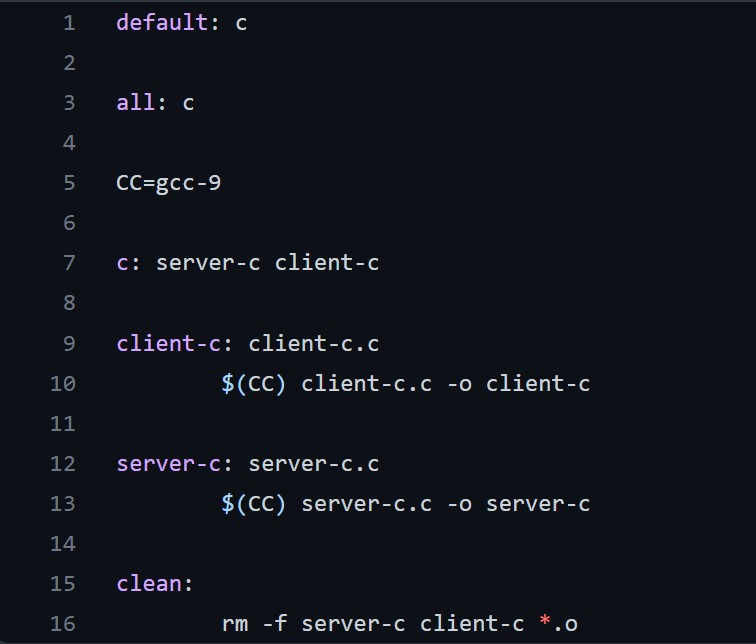 1 default: c
2
3 all: c
4
5 CC=gcc-9
6
7 c: server-c client-c
8
9 client-c: client-c.c
10 $(CC) client-c.c -o client-c
11
12 server-c: server-c.c
13 $(CC) server-c.c -o server-c
14
15 clean:
16 rm -f server-c client-c *.o